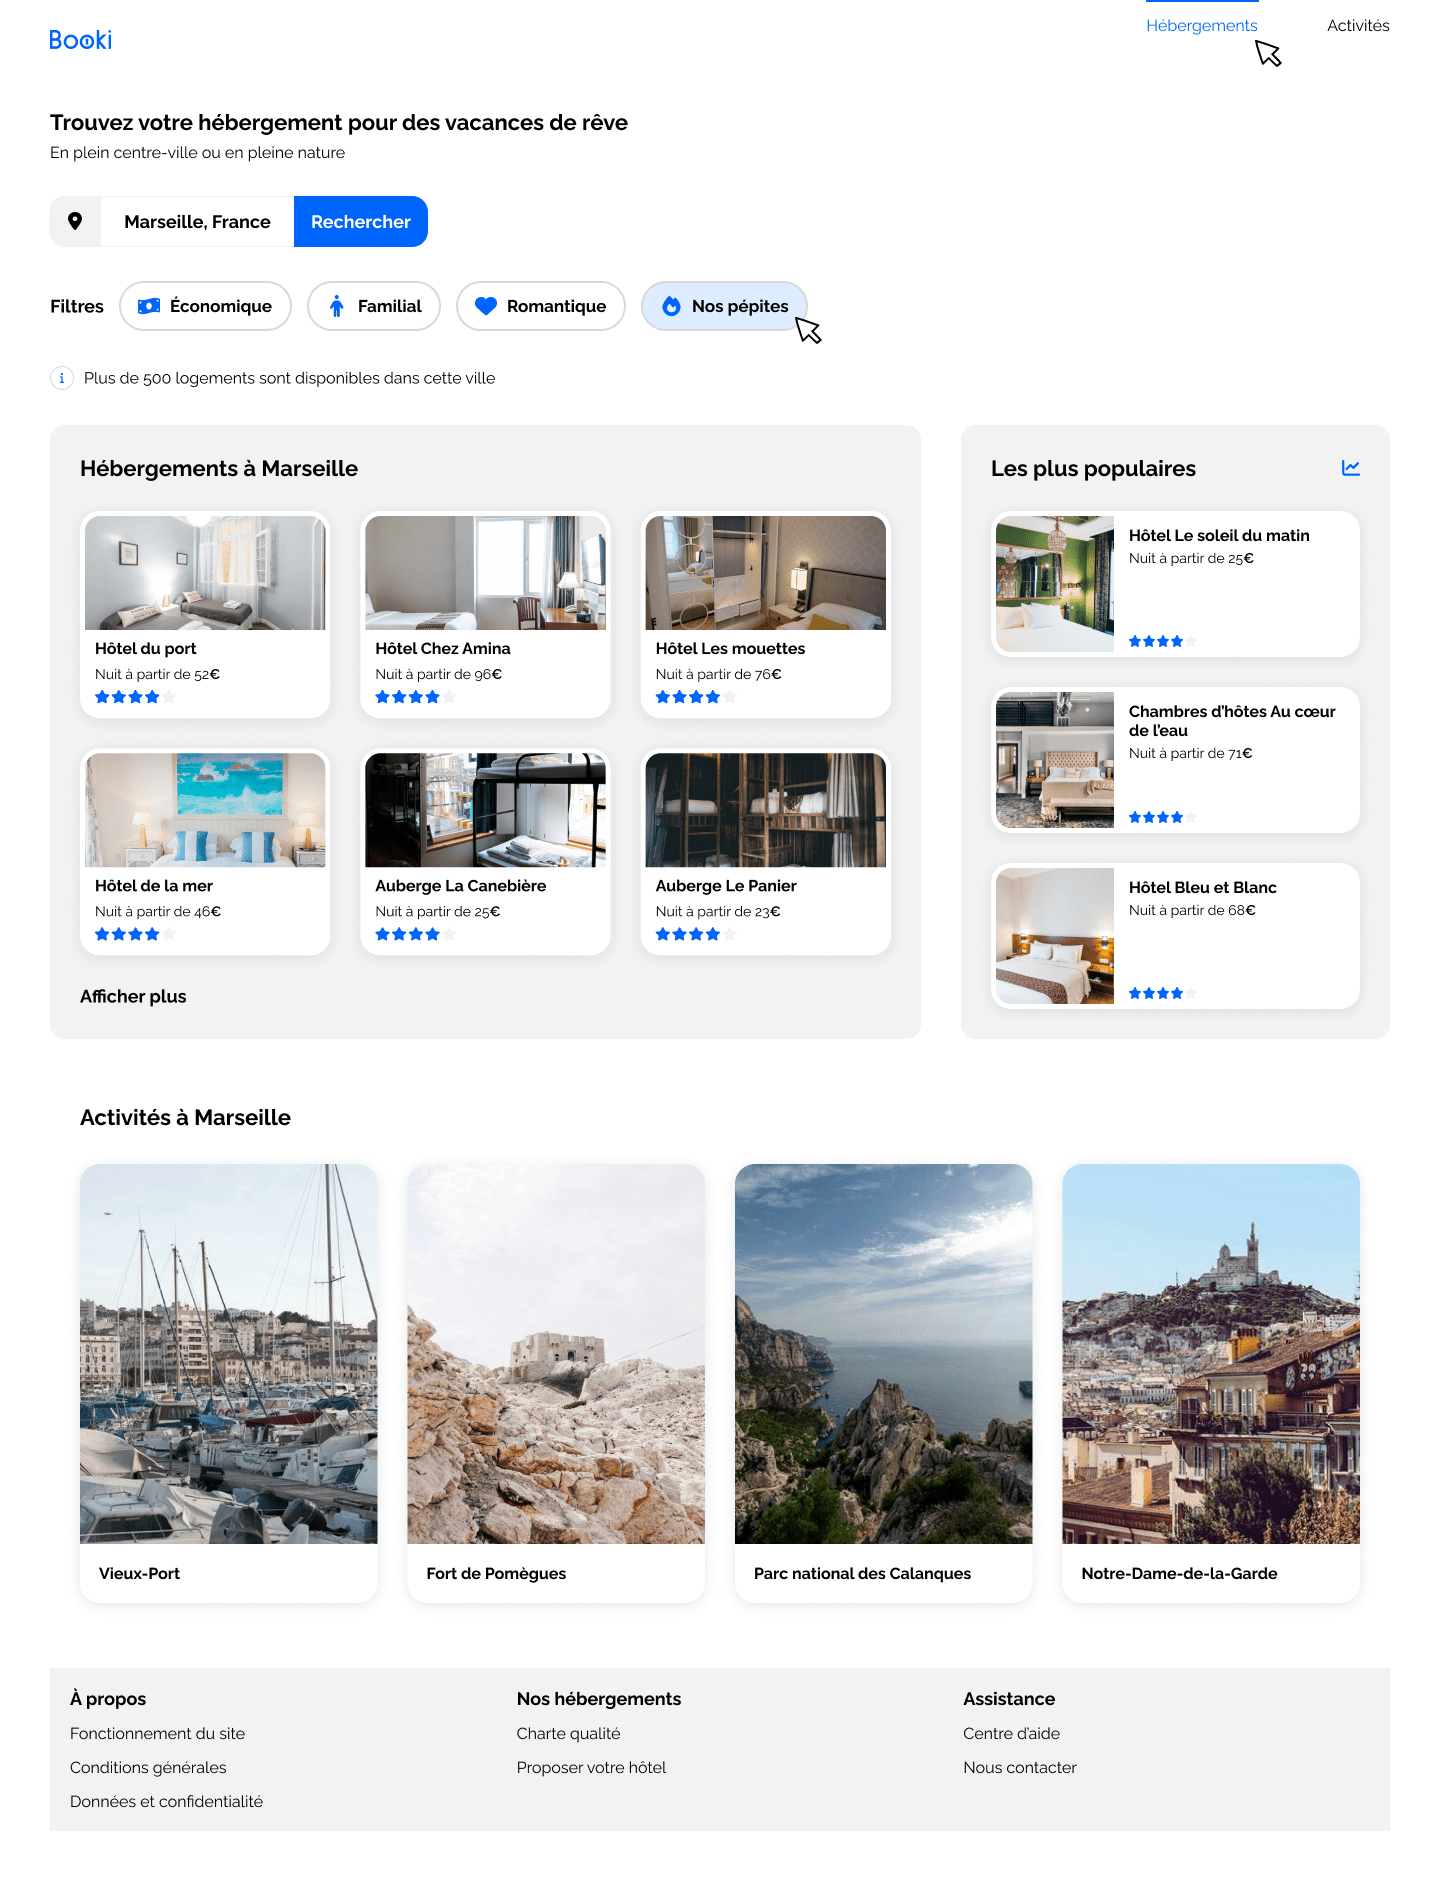 Booki
Hébergements
Activités
Trouvez votre hébergement pour des vacances de rêve
En plein centre-ville ou en pleine nature
Marseille, France
Rechercher
Filtres
Économique
Familial
Romantique
Nos pépites
Plus de 500 logements sont disponibles dans cette ville
Hébergements à Marseille
Hôtel du port
Nuit à partir de 52€
Hôtel Chez Amina
Nuit à partir de 96€
Hôtel Les mouettes
Nuit à partir de 76€
Hôtel de la mer
Nuit à partir de 46€
Auberge La Canebière
Nuit à partir de 25€
Auberge Le Panier
Nuit à partir de 23€
Afficher plus
Les plus populaires
Hôtel Le soleil du matin
Nuit à partir de 25€
Chambres d’hôtes Au cœur
de l’eau
Nuit à partir de 71€
Hôtel Bleu et Blanc
Nuit à partir de 68€
Activités à Marseille
Vieux-Port
Fort de Pomègues
Parc national des Calanques
Notre-Dame-de-la-Garde
À propos
Fonctionnement du site
Conditions générales
Données et confidentialité
Nos hébergements
Charte qualité
Proposer votre hôtel
Assistance
Centre d’aide
Nous contacter